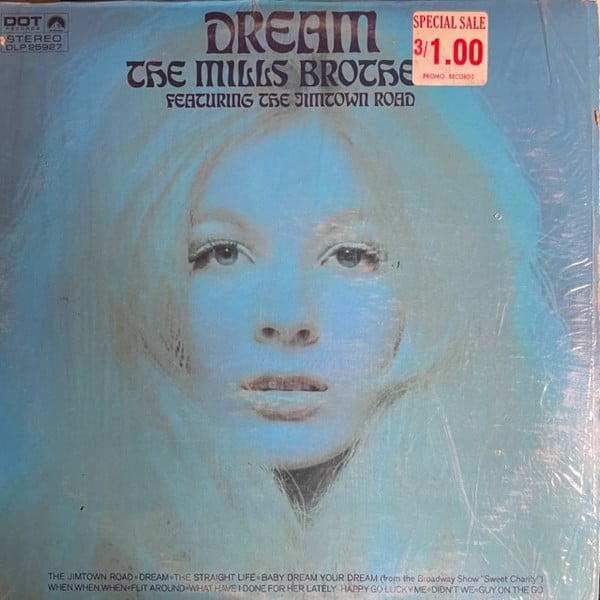 DOT
RECORDS
STEREO
DLP 25927
DREAM
THE MILLS BROTHE
FEATURING THE JIMTOWN ROAD
SPECIAL SALE
3/1.00
PROMO RECORDS
THE JIMTOWN ROAD•DREAM•THE STRAIGHT LIFE•BABY DREAM YOUR DREAM (from the Broadway Show "Sweet Charity")
WHEN, WHEN, WHEN•FLIT AROUND•WHAT HAVE I DONE FOR HER LATELY•HAPPY GO LUCKY ME•DIDN'T WE•GUY ON THE GO